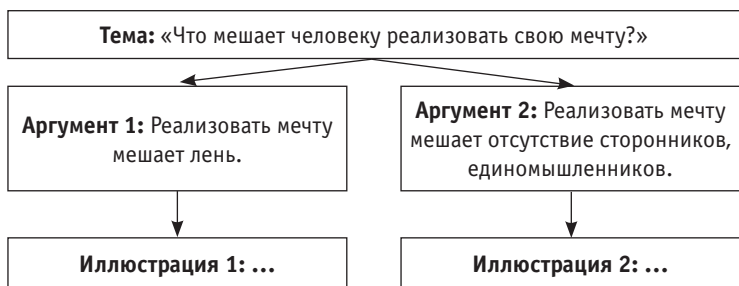 Тема: «Что мешает человеку реализовать свою мечту?»
Аргумент 1: Реализовать мечту
мешает лень.
Аргумент 2: Реализовать мечту
мешает отсутствие сторонников,
единомышленников.
Иллюстрация 1: ...
Иллюстрация 2: ...